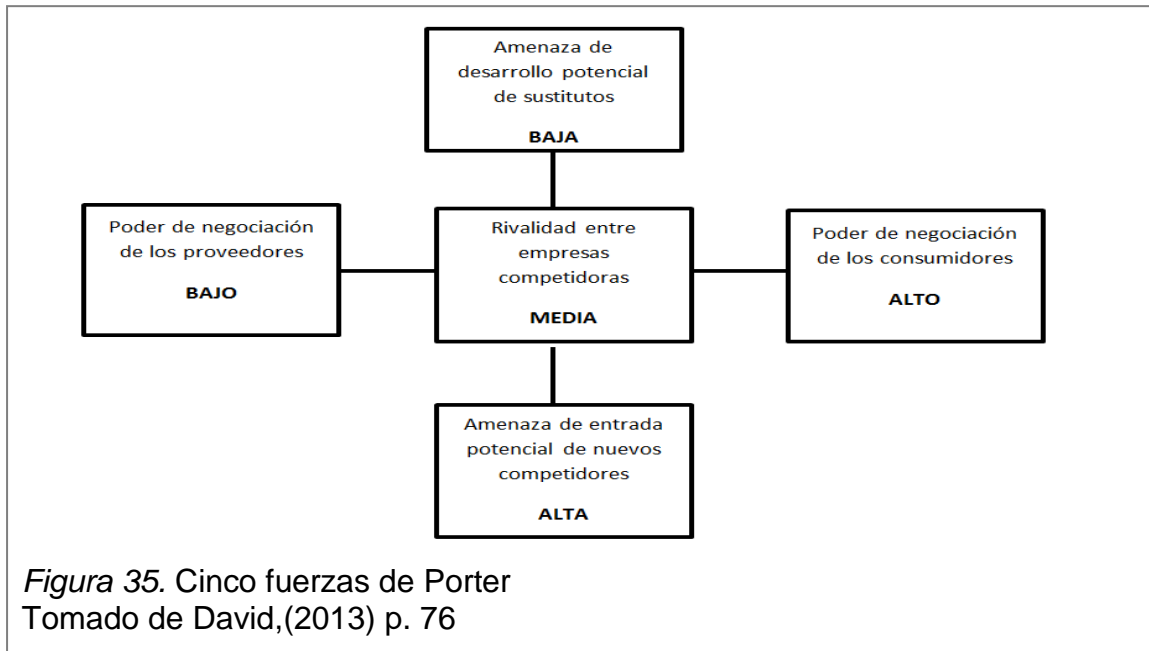 Amenaza de
desarrollo potencial
de sustitutos
BAJA
Poder de negociación
de los proveedores
BAJO
Rivalidad entre
empresas
competidoras
MEDIA
Poder de negociación
de los consumidores
ALTO
Amenaza de entrada
potencial de nuevos
competidores
ALTA
Figura 35. Cinco fuerzas de Porter
Tomado de David,(2013) p. 76